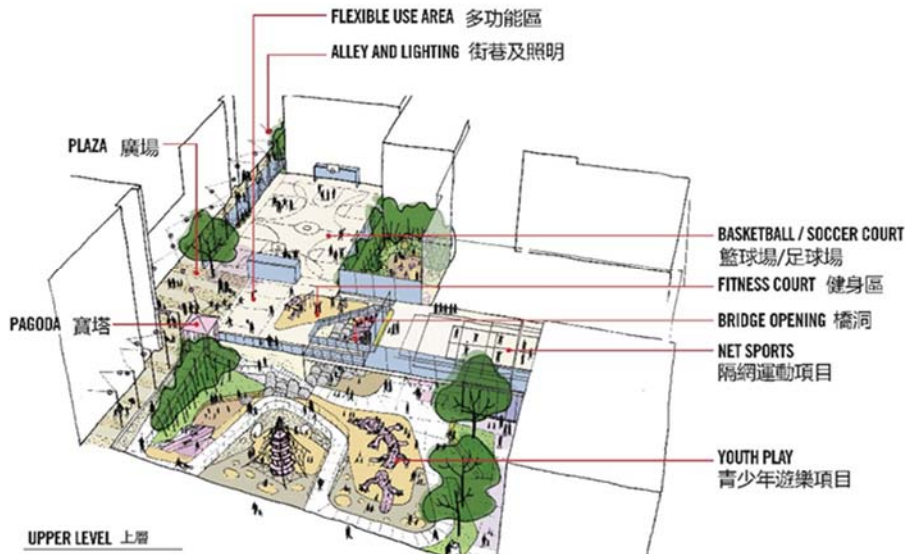 FLEXIBLE USE AREA 多功能區
ALLEY AND LIGHTING 街巷及照明
PLAZA 廣場
BASKETBALL / SOCCER COURT
籃球場/足球場
FITNESS COURT 健身區
PAGODA 寶塔
BRIDGE OPENING 橋洞
NET SPORTS
隔網運動項目
YOUTH PLAY
青少年遊樂項目
UPPER LEVEL 上層